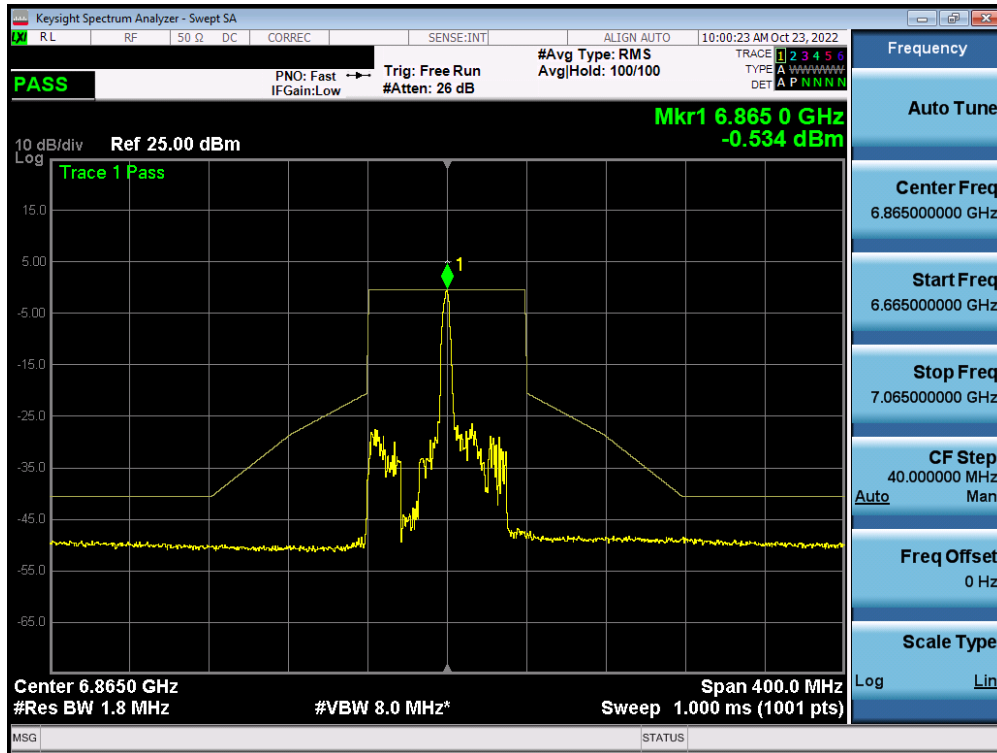 Keysight Spectrum Analyzer - Swept SA
LXI RL RF 50 Ω DC CORREC SENSE:INT ALIGN AUTO 10:00:23 AM Oct 23, 2022
PASS
PNO: Fast
IFGain:Low
Trig: Free Run
#Atten: 26 dB
#Avg Type: RMS
Avg|Hold: 100/100
TRACE 1 2 3 4 5 6
TYPE A WWWWW
DET A P N N N N
Mkr1 6.865 0 GHz
-0.534 dBm
10 dB/div Ref 25.00 dBm
Log
Trace 1 Pass
15.0
5.00
-5.00
-15.0
-25.0
-35.0
-45.0
-55.0
-65.0
1
Center 6.8650 GHz Span 400.0 MHz
#Res BW 1.8 MHz #VBW 8.0 MHz* Sweep 1.000 ms (1001 pts)
MSG STATUS
Frequency
Auto Tune
Center Freq
6.865000000 GHz
Start Freq
6.665000000 GHz
Stop Freq
7.065000000 GHz
CF Step
40.000000 MHz
Auto Man
Freq Offset
0 Hz
Scale Type
Log Lin